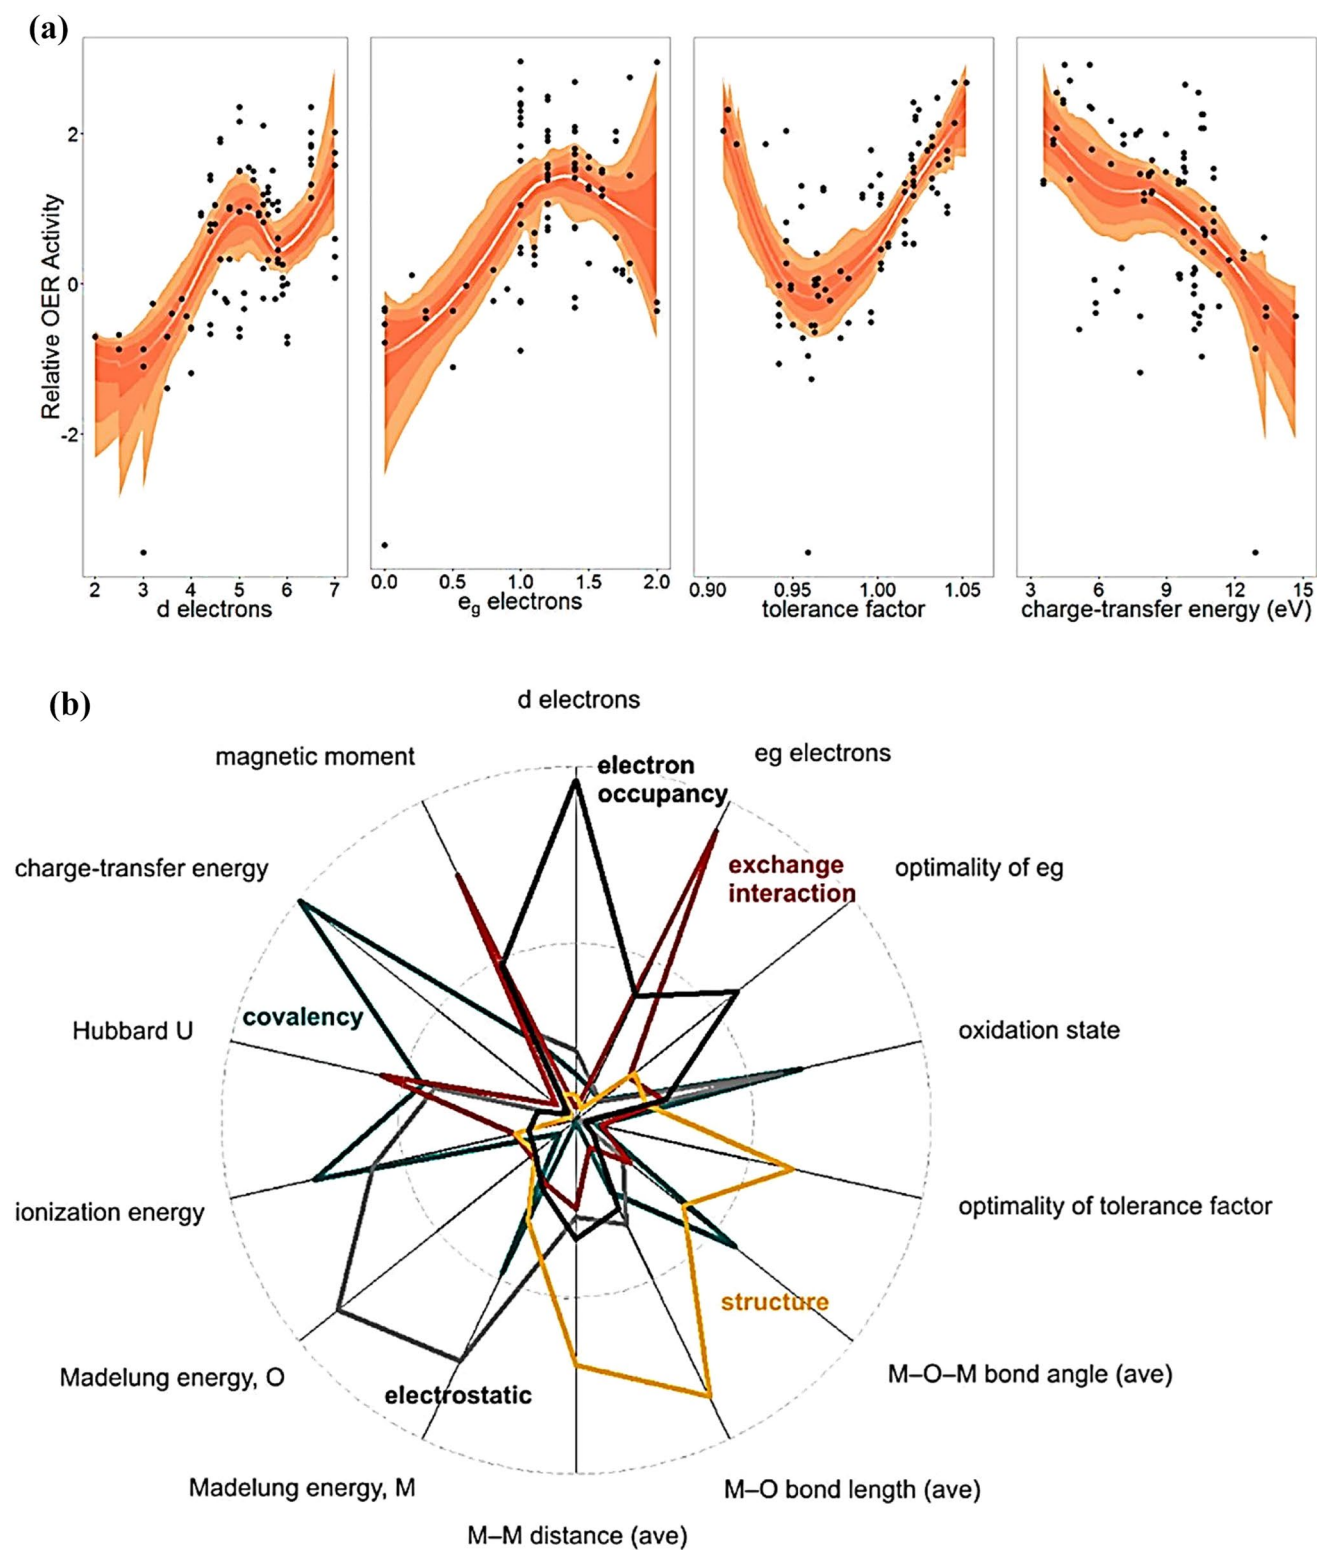 (a)
Relative OER Activity
2
0
-2
2 3 4 5 6 7
d electrons
0.0 0.5 1.0 1.5 2.0
eg electrons
0.90 0.95 1.00 1.05
tolerance factor
3 6 9 12 15
charge-transfer energy (eV)
(b)
d electrons
magnetic moment
eg electrons
electron
occupancy
charge-transfer energy
exchange
interaction
optimality of eg
covalency
Hubbard U
oxidation state
ionization energy
optimality of tolerance factor
structure
Madelung energy, O
electrostatic
M–O–M bond angle (ave)
Madelung energy, M
M–O bond length (ave)
M–M distance (ave)